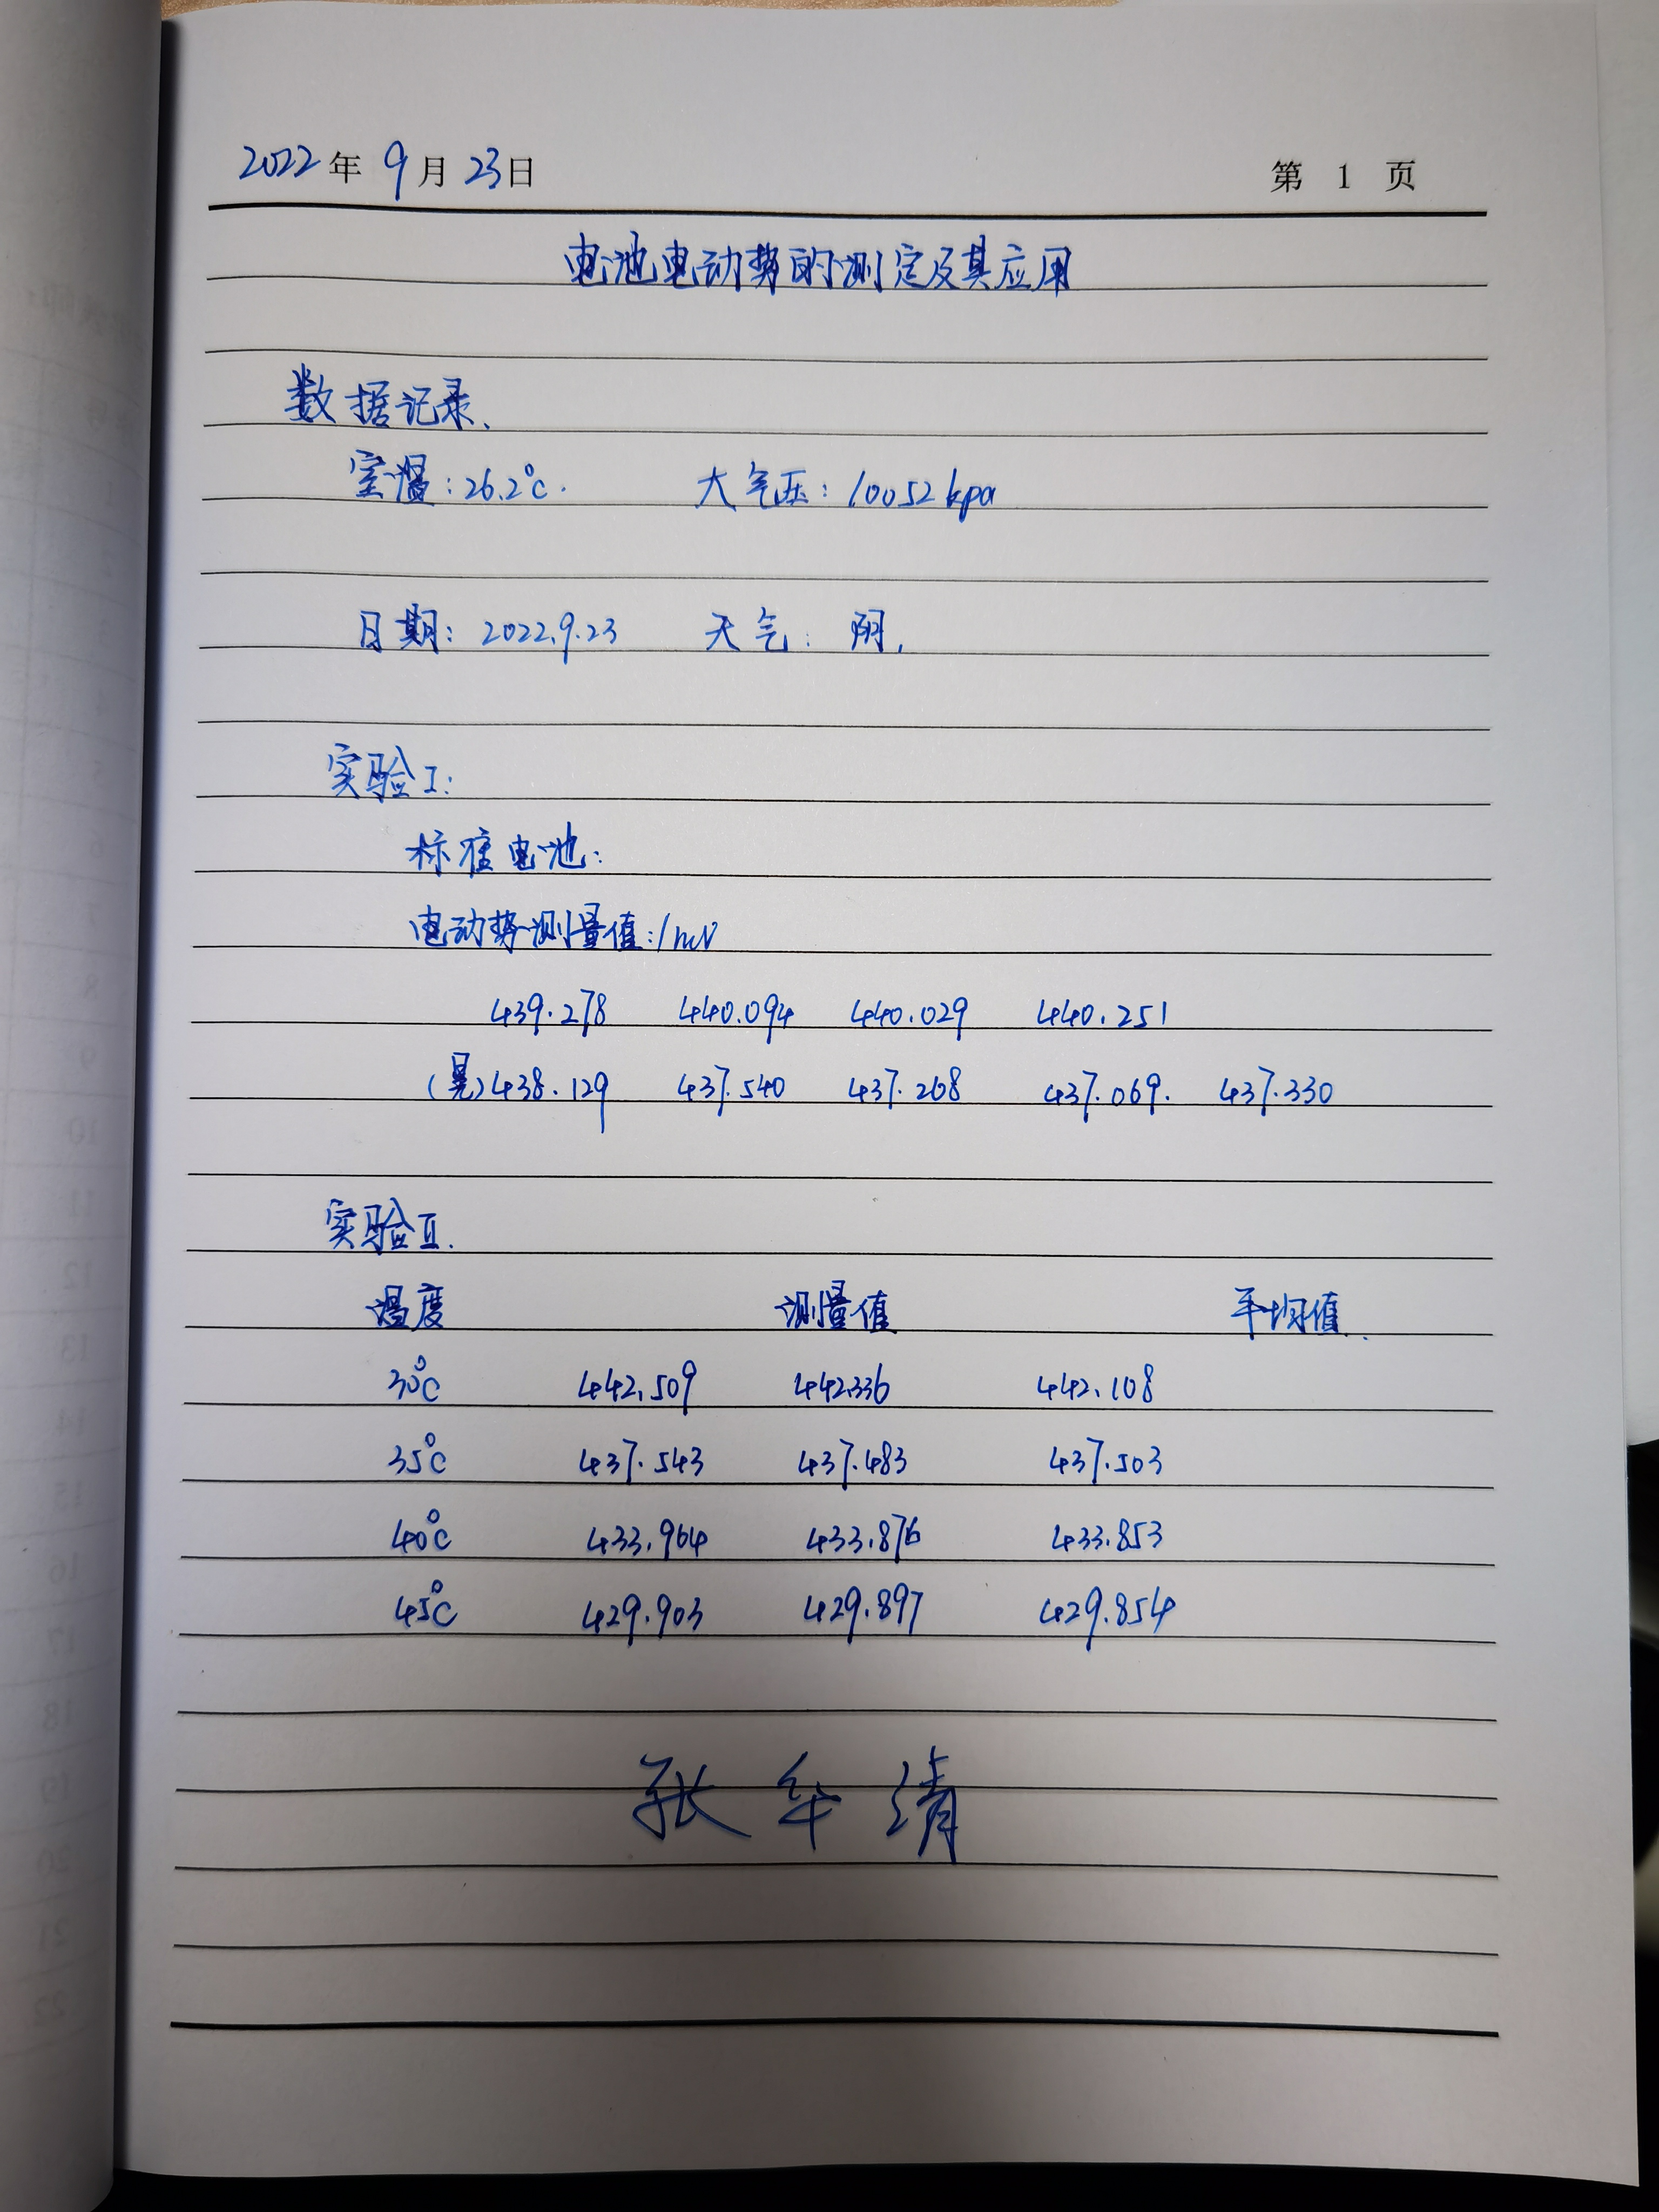 2022年 9月 23日 第 1 页
电池电动势的测定及其应用
数据记录、
室温：26.2℃. 大气压：10052 kpa
日期：2022.9.23 天气：阴.
实验I：
标准电池：
电动势测量值：/mV
439.278 440.094 440.029 440.251
(晃)438.129 437.540 437.268 437.069. 437.330
实验II.
温度 测量值 平均值.
30℃ 442.509 442.336 442.108
35℃ 437.543 437.483 437.503
40℃ 433.964 433.876 433.853
45℃ 429.903 429.897 429.854
张 清